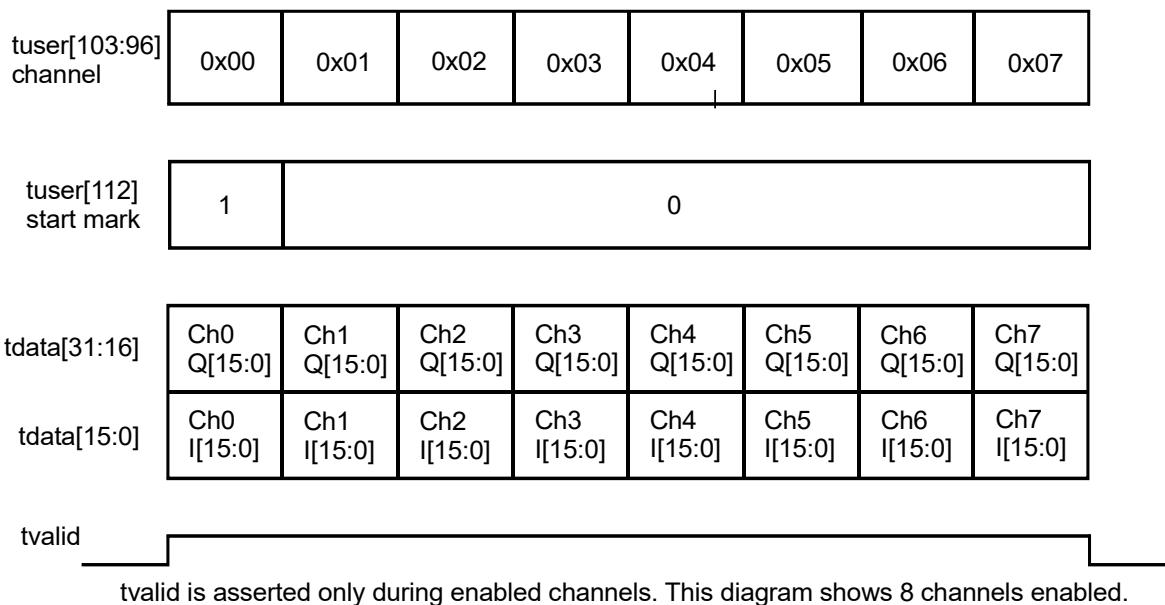 tuser[103:96]
channel
0x00 0x01 0x02 0x03 0x04 0x05 0x06 0x07
tuser[112]
start mark
1 0
tdata[31:16]
Ch0 Ch1 Ch2 Ch3 Ch4 Ch5 Ch6 Ch7
Q[15:0] Q[15:0] Q[15:0] Q[15:0] Q[15:0] Q[15:0] Q[15:0] Q[15:0]
tdata[15:0]
Ch0 Ch1 Ch2 Ch3 Ch4 Ch5 Ch6 Ch7
I[15:0] I[15:0] I[15:0] I[15:0] I[15:0] I[15:0] I[15:0] I[15:0]
tvalid
tvalid is asserted only during enabled channels. This diagram shows 8 channels enabled.